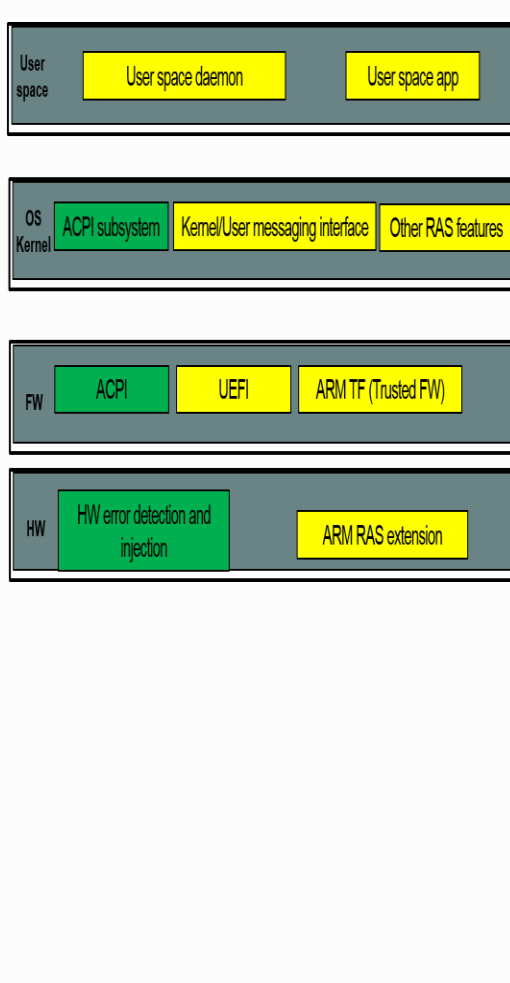 User
space
User space daemon
User space app
OS
Kernel
ACPI subsystem
Kernel/User messaging interface
Other RAS features
FW
ACPI
UEFI
ARM TF (Trusted FW)
HW
HW error detection and
injection
ARM RAS extension